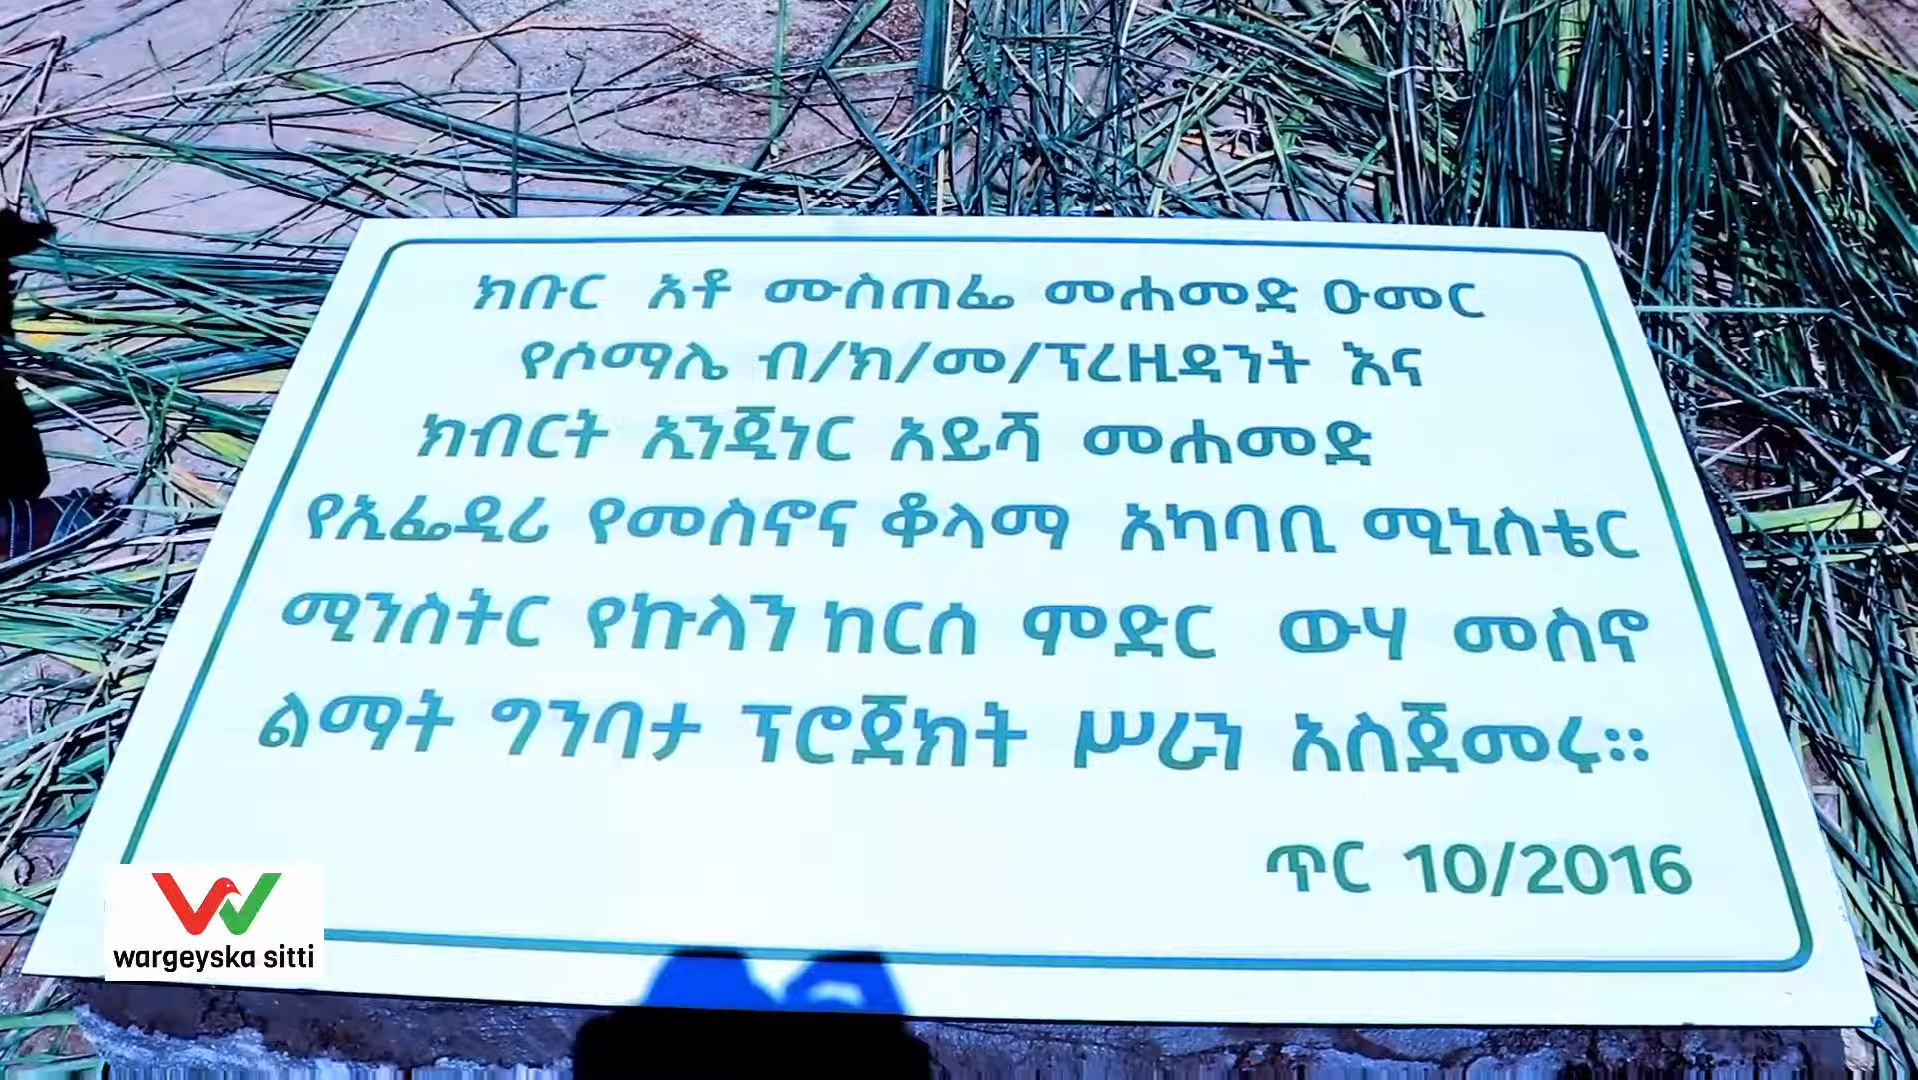 ክቡር አቶ ሙስጠፌ መሐመድ ዑመር
የሶማሌ ብ/ክ/መ/ፕረዚዳንት እና
ክብርት ኢንጂነር አይሻ መሐመድ
የኢፌዲሪ የመስኖና ቆላማ አካባቢ ሚኒስቴር
ሚንስትር የኩላን ከርሰ ምድር ውሃ መስኖ
ልማት ግንባታ ፕሮጀክት ሥራን አስጀመሩ።
ጥር 10/2016
wargeyska sitti